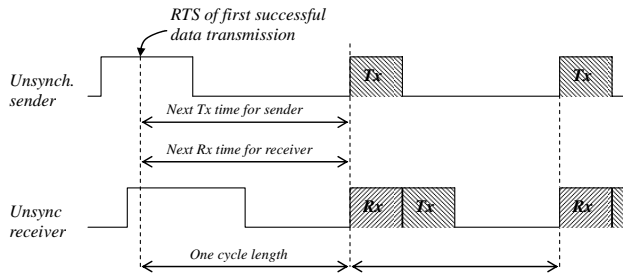 RTS of first successful
data transmission
Unsynch.
sender
Tx
Tx
Next Tx time for sender
Next Rx time for receiver
Unsync
receiver
Rx
Tx
Rx
One cycle length